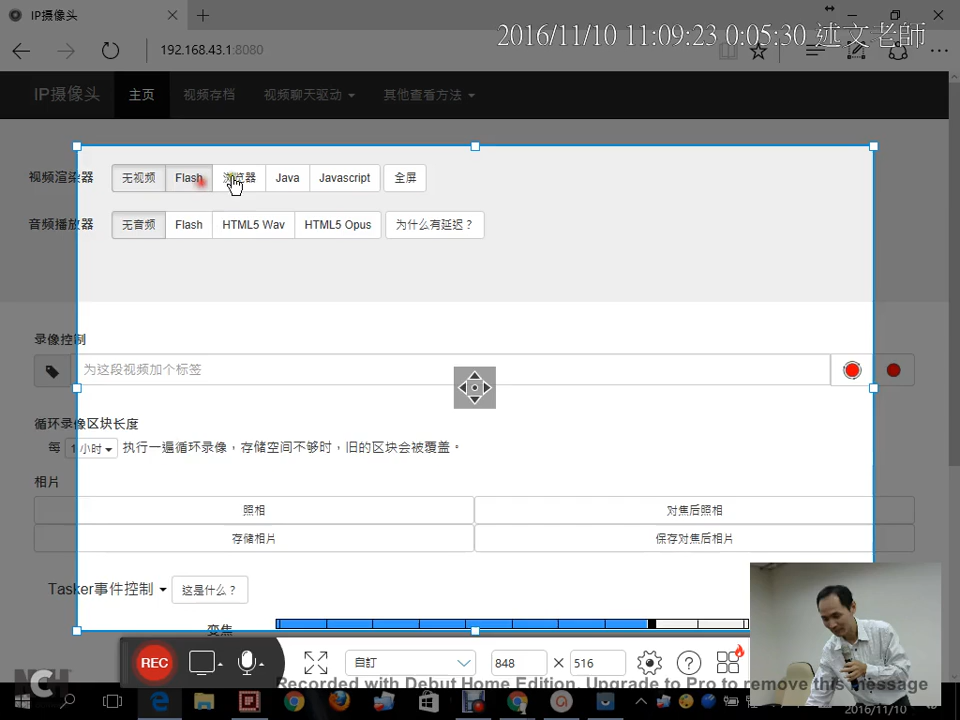 IP摄像头
2016/11/10 11:09:23 0:05:30 述文老師
192.168.43.1:8080
IP摄像头 主页 视频存档 视频聊天驱动 其他查看方法
视频渲染器 无视频 Flash 浏览器 Java Javascript 全屏
音频播放器 无音频 Flash HTML5 Wav HTML5 Opus 为什么有延迟？
录像控制
为这段视频加个标签
循环录像区块长度
每 1 小时 执行一遍循环录像，存储空间不够时，旧的区块会被覆盖。
相片
照相 对焦后照相
存储相片 保存对焦后相片
Tasker事件控制 这是什么？
变焦
REC 自訂 848 × 516
Recorded with Debut Home Edition. Upgrade to Pro to remove this message
NCH
2016/11/10